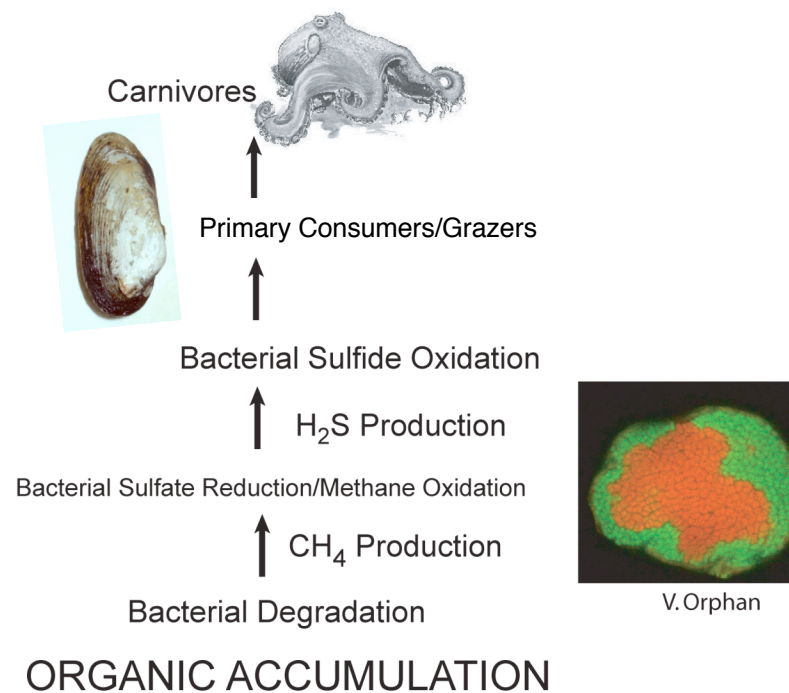 Carnivores
Primary Consumers/Grazers
Bacterial Sulfide Oxidation
H₂S Production
Bacterial Sulfate Reduction/Methane Oxidation
CH₄ Production
Bacterial Degradation
V. Orphan
ORGANIC ACCUMULATION